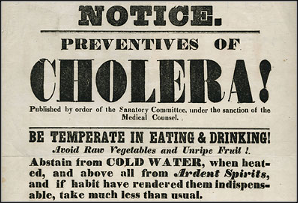 NOTICE.
PREVENTIVES OF
CHOLERA!
Published by order of the Sanatory Committee, under the sanction of the
Medical Counsel.
BE TEMPERATE IN EATING & DRINKING!
Avoid Raw Vegetables and Unripe Fruit !
Abstain from COLD WATER, when heat-
ed, and above all from Ardent Spirits,
and if habit have rendered them indispens-
able, take much less than usual.